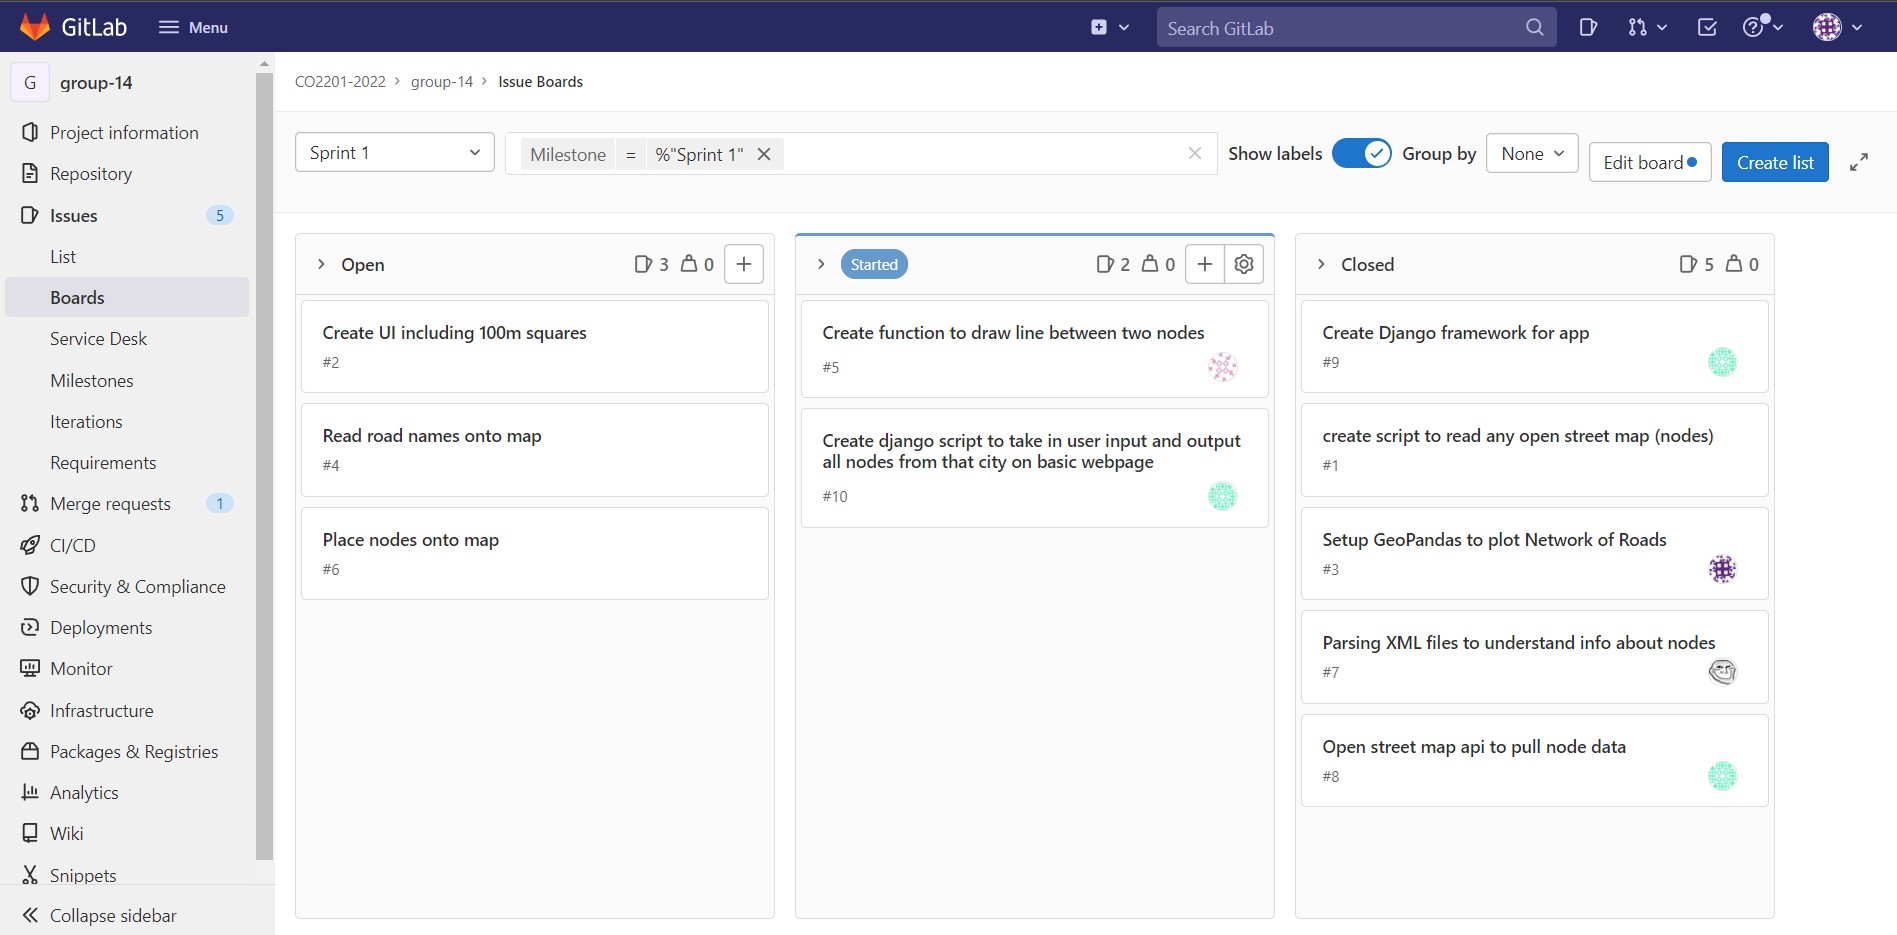 GitLab
Menu
Search GitLab
G group-14
Project information
Repository
Issues 5
List
Boards
Service Desk
Milestones
Iterations
Requirements
Merge requests 1
CI/CD
Security & Compliance
Deployments
Monitor
Infrastructure
Packages & Registries
Analytics
Wiki
Snippets
Collapse sidebar
CO2201-2022 > group-14 > Issue Boards
Sprint 1
Milestone = %"Sprint 1"
Show labels
Group by
None
Edit board
Create list
Open 3 0
Create UI including 100m squares
#2
Read road names onto map
#4
Place nodes onto map
#6
Started 2 0
Create function to draw line between two nodes
#5
Create django script to take in user input and output
all nodes from that city on basic webpage
#10
Closed 5 0
Create Django framework for app
#9
create script to read any open street map (nodes)
#1
Setup GeoPandas to plot Network of Roads
#3
Parsing XML files to understand info about nodes
#7
Open street map api to pull node data
#8